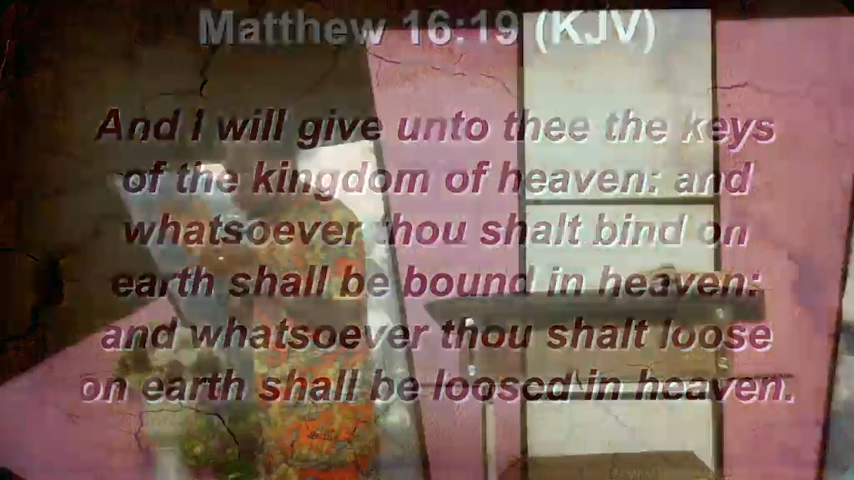 Matthew 16:19 (KJV)
And I will give unto thee the keys
of the kingdom of heaven: and
whatsoever thou shalt bind on
earth shall be bound in heaven:
and whatsoever thou shalt loose
on earth shall be loosed in heaven.